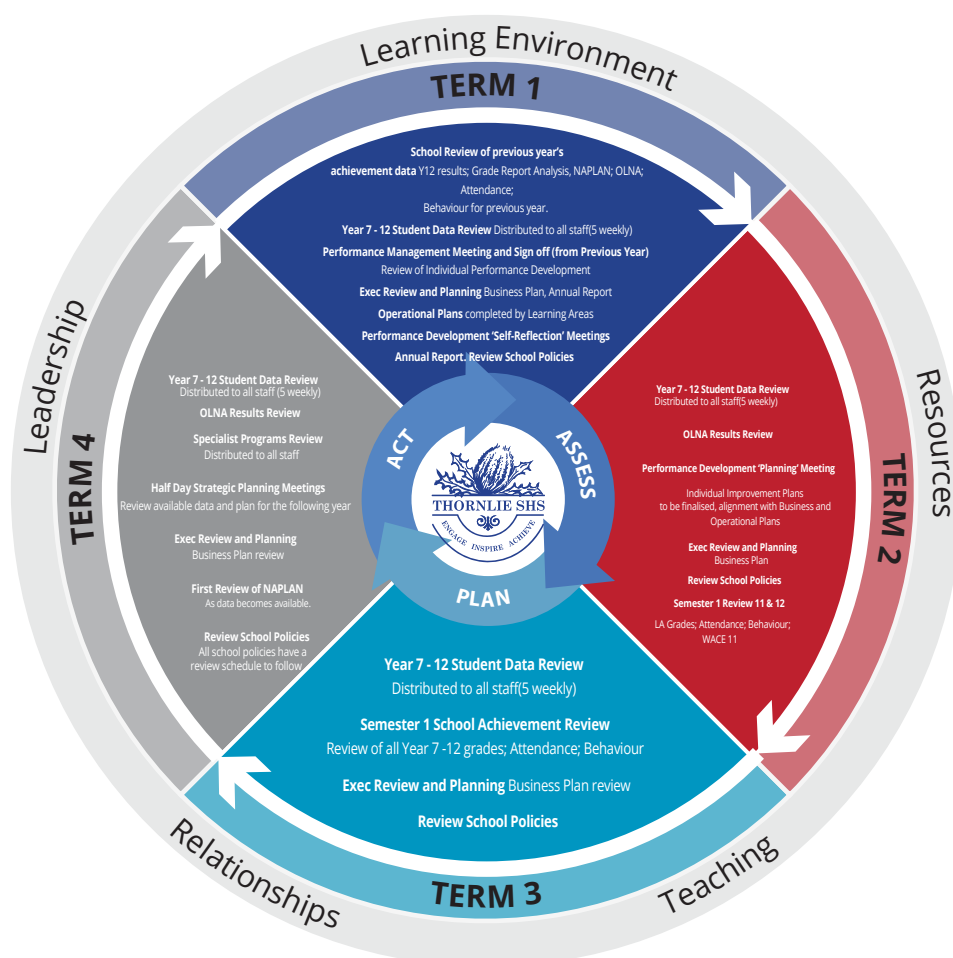 Learning Environment
TERM 1
School Review of previous year's
achievement data Y12 results; Grade Report Analysis, NAPLAN; OLNA;
Attendance;
Behaviour for previous year.
Year 7 - 12 Student Data Review Distributed to all staff(5 weekly)
Performance Management Meeting and Sign off (from Previous Year)
Review of Individual Performance Development
Exec Review and Planning Business Plan, Annual Report
Operational Plans completed by Learning Areas
Performance Development 'Self-Reflection' Meetings
Annual Report. Review School Policies
Resources
TERM 2
Year 7 - 12 Student Data Review
Distributed to all staff(5 weekly)
OLNA Results Review
Performance Development 'Planning' Meeting
Individual Improvement Plans
to be finalised, alignment with Business and
Operational Plans
Exec Review and Planning
Business Plan
Review School Policies
Semester 1 Review 11 & 12
LA Grades; Attendance; Behaviour;
WACE 11
Teaching
TERM 3
Year 7 - 12 Student Data Review
Distributed to all staff(5 weekly)
Semester 1 School Achievement Review
Review of all Year 7 -12 grades; Attendance; Behaviour
Exec Review and Planning Business Plan review
Review School Policies
Relationships
Leadership
TERM 4
Year 7 - 12 Student Data Review
Distributed to all staff (5 weekly)
OLNA Results Review
Specialist Programs Review
Distributed to all staff
Half Day Strategic Planning Meetings
Review available data and plan for the following year
Exec Review and Planning
Business Plan review
First Review of NAPLAN
As data becomes available.
Review School Policies
All school policies have a
review schedule to follow
ACT
ASSESS
PLAN
THORNLIE SHS
ENGAGE INSPIRE ACHIEVE